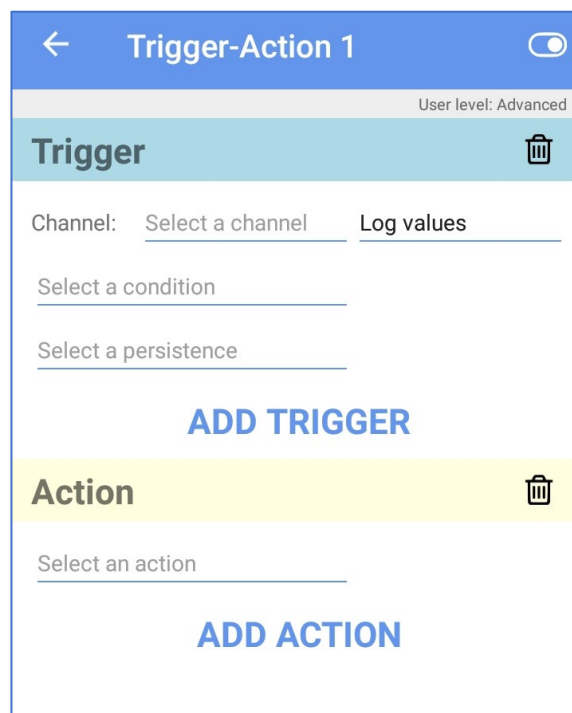 Trigger-Action 1
User level: Advanced
Trigger
Channel: Select a channel Log values
Select a condition
Select a persistence
ADD TRIGGER
Action
Select an action
ADD ACTION